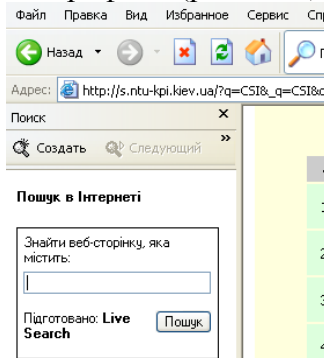 Файл Правка Вид Избранное Сервис
Назад
Адрес: http://s.ntu-kpi.kiev.ua/?q=CSI&_q=CSI&c
Поиск
Создать Следующий »
Пошук в Інтернеті
Знайти веб-сторінку, яка
містить:
Підготовано: Live
Search
Пошук